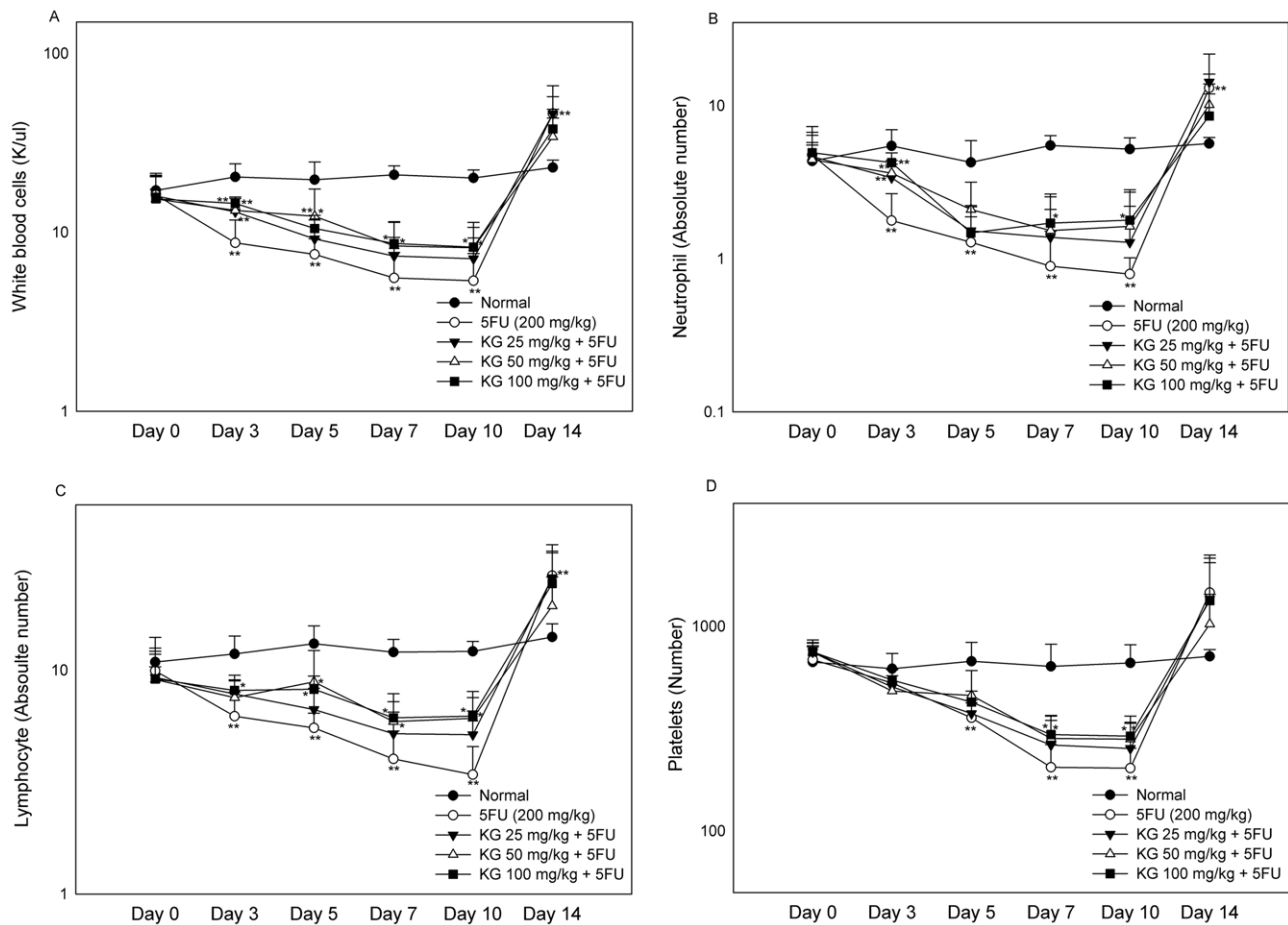 A
White blood cells (K/ul)
100
10
1
** **
**
** *
* *
* *
**
**
**
**
**
Normal
5FU (200 mg/kg)
KG 25 mg/kg + 5FU
KG 50 mg/kg + 5FU
KG 100 mg/kg + 5FU
Day 0 Day 3 Day 5 Day 7 Day 10 Day 14
B
Neutrophil (Absolute number)
10
1
0.1
**
**
**
**
*
*
**
**
**
**
Normal
5FU (200 mg/kg)
KG 25 mg/kg + 5FU
KG 50 mg/kg + 5FU
KG 100 mg/kg + 5FU
Day 0 Day 3 Day 5 Day 7 Day 10 Day 14
C
Lymphocyte (Absoulte number)
10
1
*
* *
* *
* *
**
**
**
**
**
Normal
5FU (200 mg/kg)
KG 25 mg/kg + 5FU
KG 50 mg/kg + 5FU
KG 100 mg/kg + 5FU
Day 0 Day 3 Day 5 Day 7 Day 10 Day 14
D
Platelets (Number)
1000
100
* *
* *
**
**
**
Normal
5FU (200 mg/kg)
KG 25 mg/kg + 5FU
KG 50 mg/kg + 5FU
KG 100 mg/kg + 5FU
Day 0 Day 3 Day 5 Day 7 Day 10 Day 14